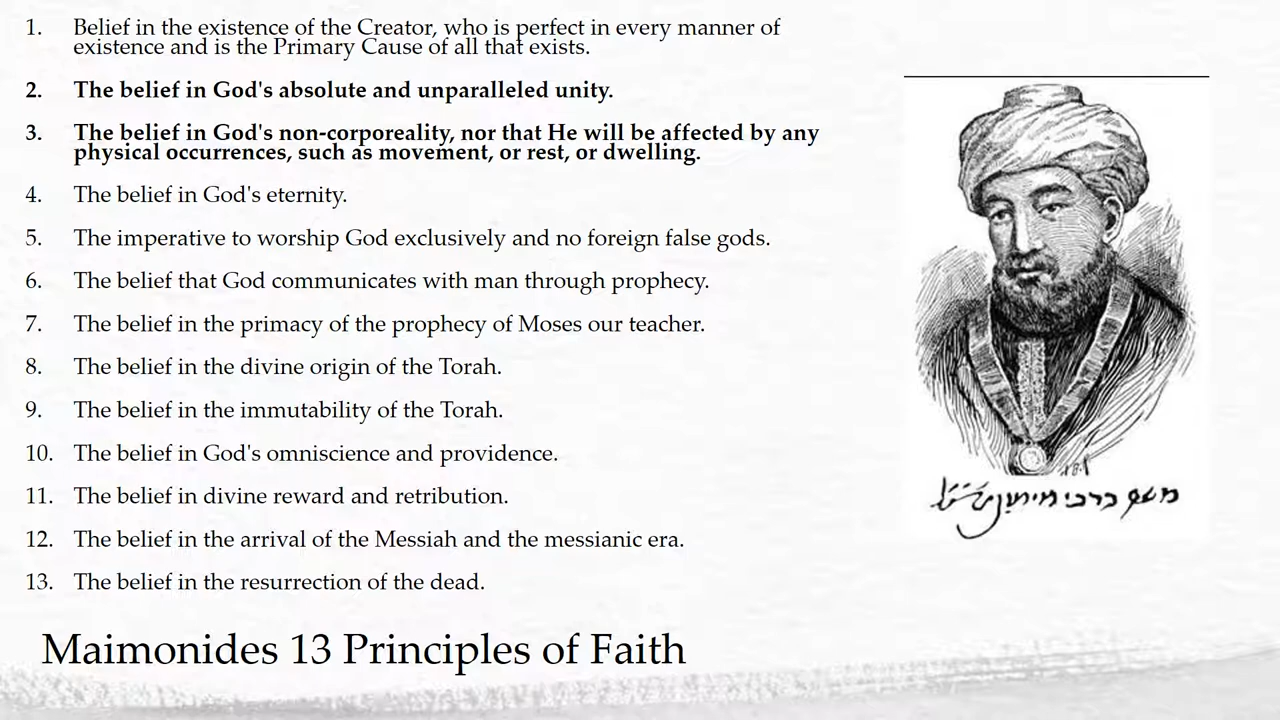 1. Belief in the existence of the Creator, who is perfect in every manner of
existence and is the Primary Cause of all that exists.
2. The belief in God's absolute and unparalleled unity.
3. The belief in God's non-corporeality, nor that He will be affected by any
physical occurrences, such as movement, or rest, or dwelling.
4. The belief in God's eternity.
5. The imperative to worship God exclusively and no foreign false gods.
6. The belief that God communicates with man through prophecy.
7. The belief in the primacy of the prophecy of Moses our teacher.
8. The belief in the divine origin of the Torah.
9. The belief in the immutability of the Torah.
10. The belief in God's omniscience and providence.
11. The belief in divine reward and retribution.
12. The belief in the arrival of the Messiah and the messianic era.
13. The belief in the resurrection of the dead.
משה ברבי מימון
Maimonides 13 Principles of Faith